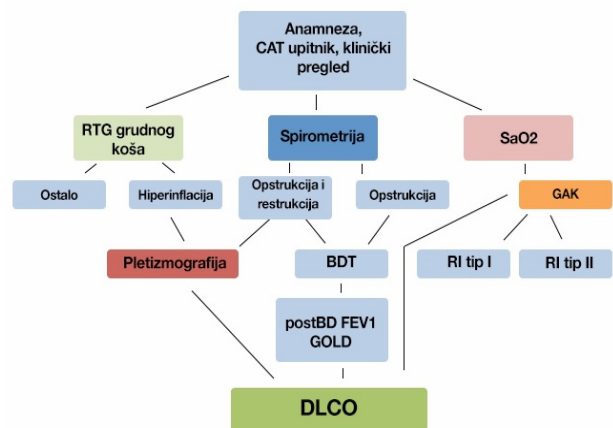 Anamneza,
CAT upitnik, klinički
pregled
RTG grudnog
koša
Spirometrija
SaO2
Ostalo
Hiperinflacija
Opstrukcija i
restrukcija
Opstrukcija
GAK
Pletizmografija
BDT
RI tip I
RI tip II
postBD FEV1
GOLD
DLCO